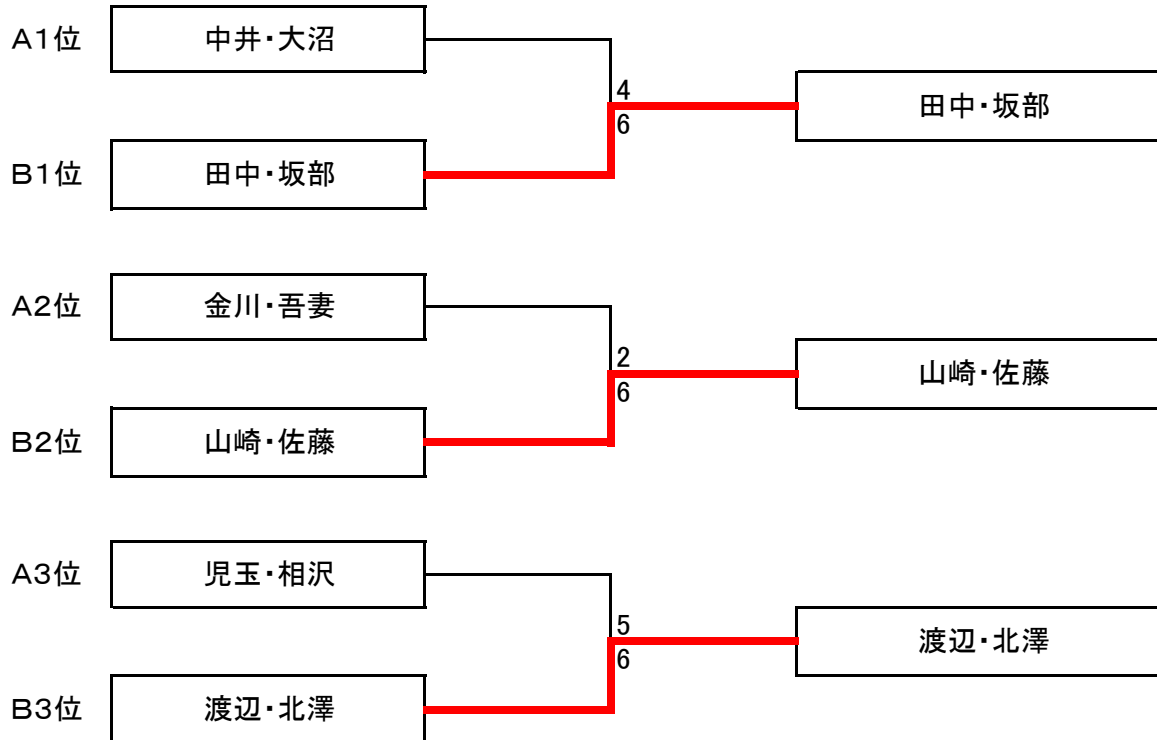 A1位 中井・大沼
4
田中・坂部
6
B1位 田中・坂部
A2位 金川・吾妻
2
山崎・佐藤
6
B2位 山崎・佐藤
A3位 児玉・相沢
5
渡辺・北澤
6
B3位 渡辺・北澤